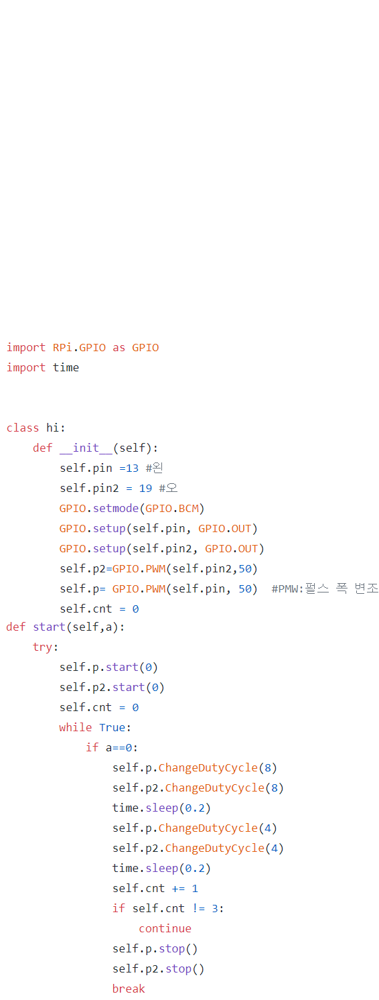 import RPi.GPIO as GPIO
import time
class hi:
    def __init__(self):
        self.pin =13 #왼
        self.pin2 = 19 #오
        GPIO.setmode(GPIO.BCM)
        GPIO.setup(self.pin, GPIO.OUT)
        GPIO.setup(self.pin2, GPIO.OUT)
        self.p2=GPIO.PWM(self.pin2,50)
        self.p= GPIO.PWM(self.pin, 50)  #PMW:펄스 폭 변조
        self.cnt = 0
def start(self,a):
    try:
        self.p.start(0)
        self.p2.start(0)
        self.cnt = 0
        while True:
            if a==0:
                self.p.ChangeDutyCycle(8)
                self.p2.ChangeDutyCycle(8)
                time.sleep(0.2)
                self.p.ChangeDutyCycle(4)
                self.p2.ChangeDutyCycle(4)
                time.sleep(0.2)
                self.cnt += 1
                if self.cnt != 3:
                    continue
                self.p.stop()
                self.p2.stop()
                break